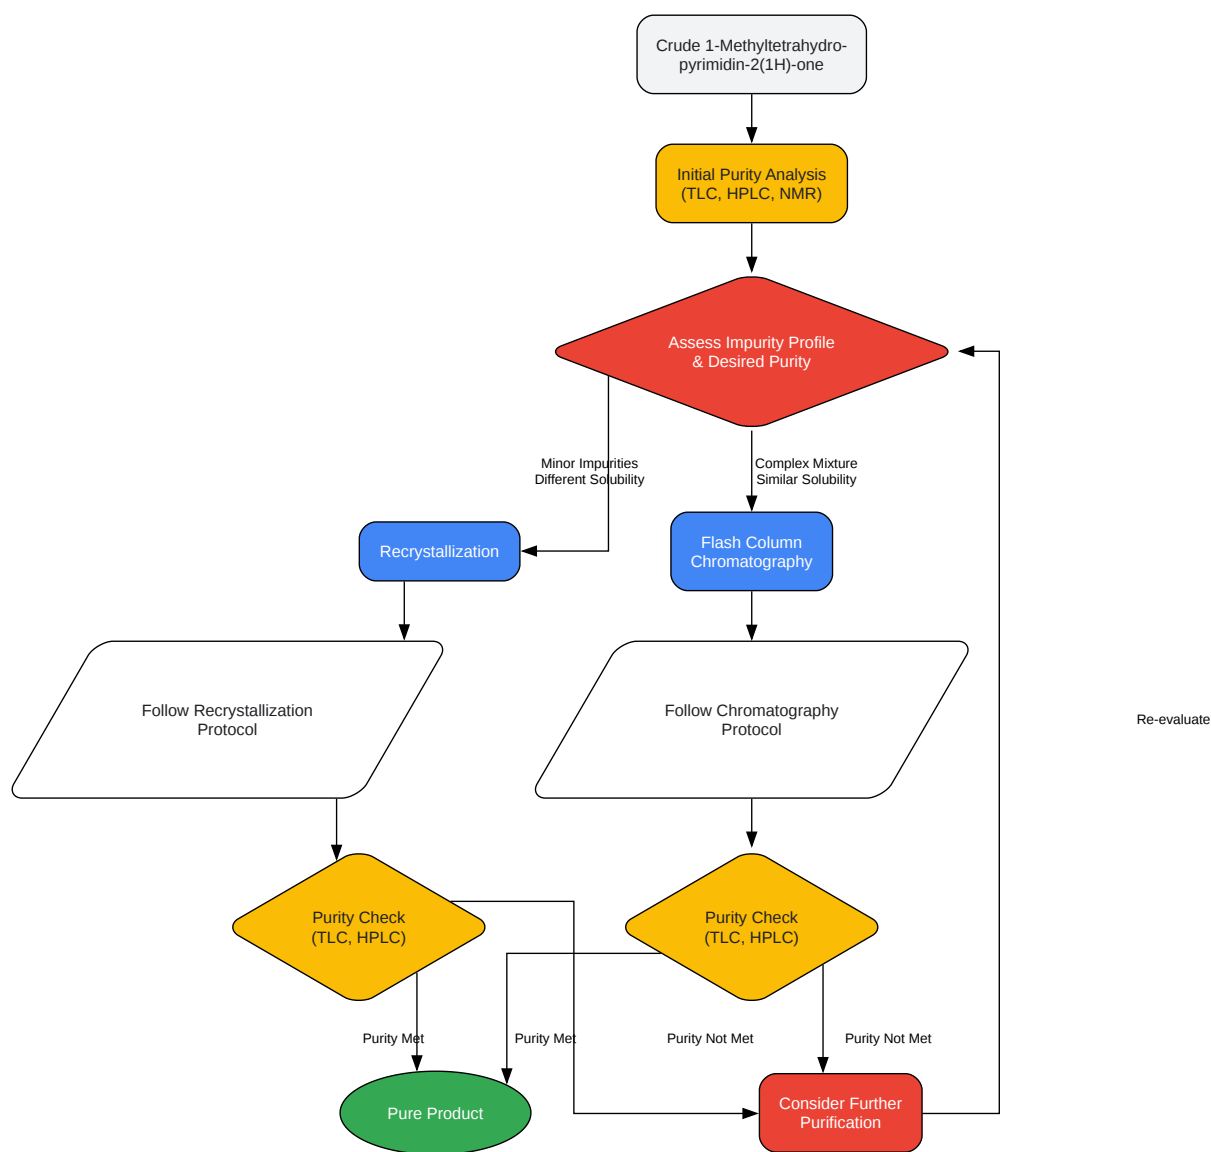 Crude 1-Methyltetrahydro-
pyrimidin-2(1H)-one
Initial Purity Analysis
(TLC, HPLC, NMR)
Assess Impurity Profile
& Desired Purity
Minor Impurities
Different Solubility
Complex Mixture
Similar Solubility
Recrystallization
Flash Column
Chromatography
Follow Recrystallization
Protocol
Follow Chromatography
Protocol
Re-evaluate
Purity Check
(TLC, HPLC)
Purity Check
(TLC, HPLC)
Purity Met
Purity Met
Purity Not Met
Purity Not Met
Pure Product
Consider Further
Purification